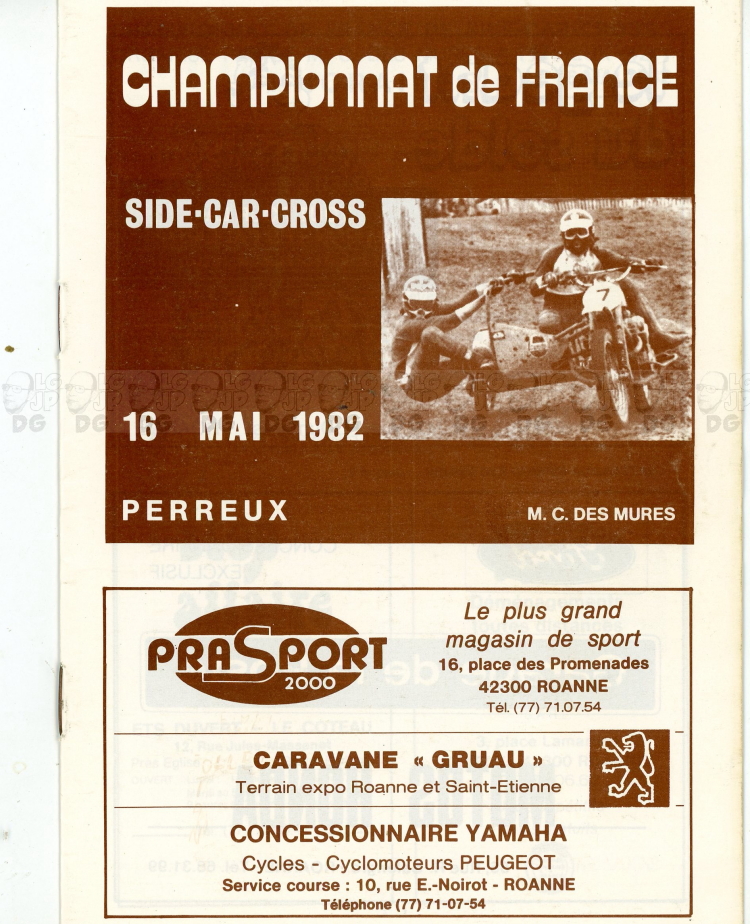 CHAMPIONNAT de FRANCE
SIDE-CAR-CROSS
7
16 MAI 1982
PERREUX
M. C. DES MURES
PRASPORT
2000
Le plus grand
magasin de sport
16, place des Promenades
42300 ROANNE
Tél. (77) 71.07.54
CARAVANE « GRUAU »
Terrain expo Roanne et Saint-Etienne
CONCESSIONNAIRE YAMAHA
Cycles - Cyclomoteurs PEUGEOT
Service course : 10, rue E.-Noirot - ROANNE
Téléphone (77) 71-07-54